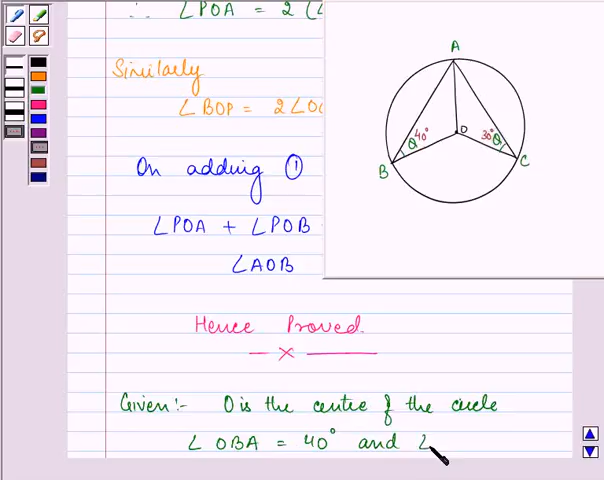 ∴ ∠POA = 2 (∠
Similarly
∠BOP = 2∠O
On adding ①
∠POA + ∠POB
∠AOB
Hence Proved.
— × ———
Given:- O is the centre of the circle
∠ OBA = 40° and ∠
A
O
40°
30°
B
C